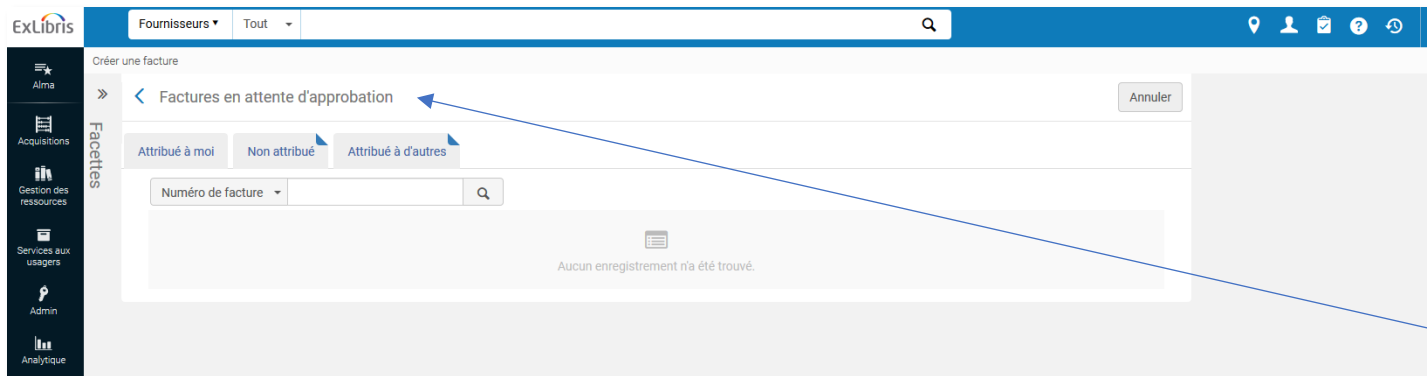 ExLibris
Fournisseurs Tout
Créer une facture
Alma
Acquisitions
Gestion des
ressources
Services aux
usagers
Admin
Analytique
Facettes
Factures en attente d'approbation
Annuler
Attribué à moi Non attribué Attribué à d'autres
Numéro de facture
Aucun enregistrement n'a été trouvé.